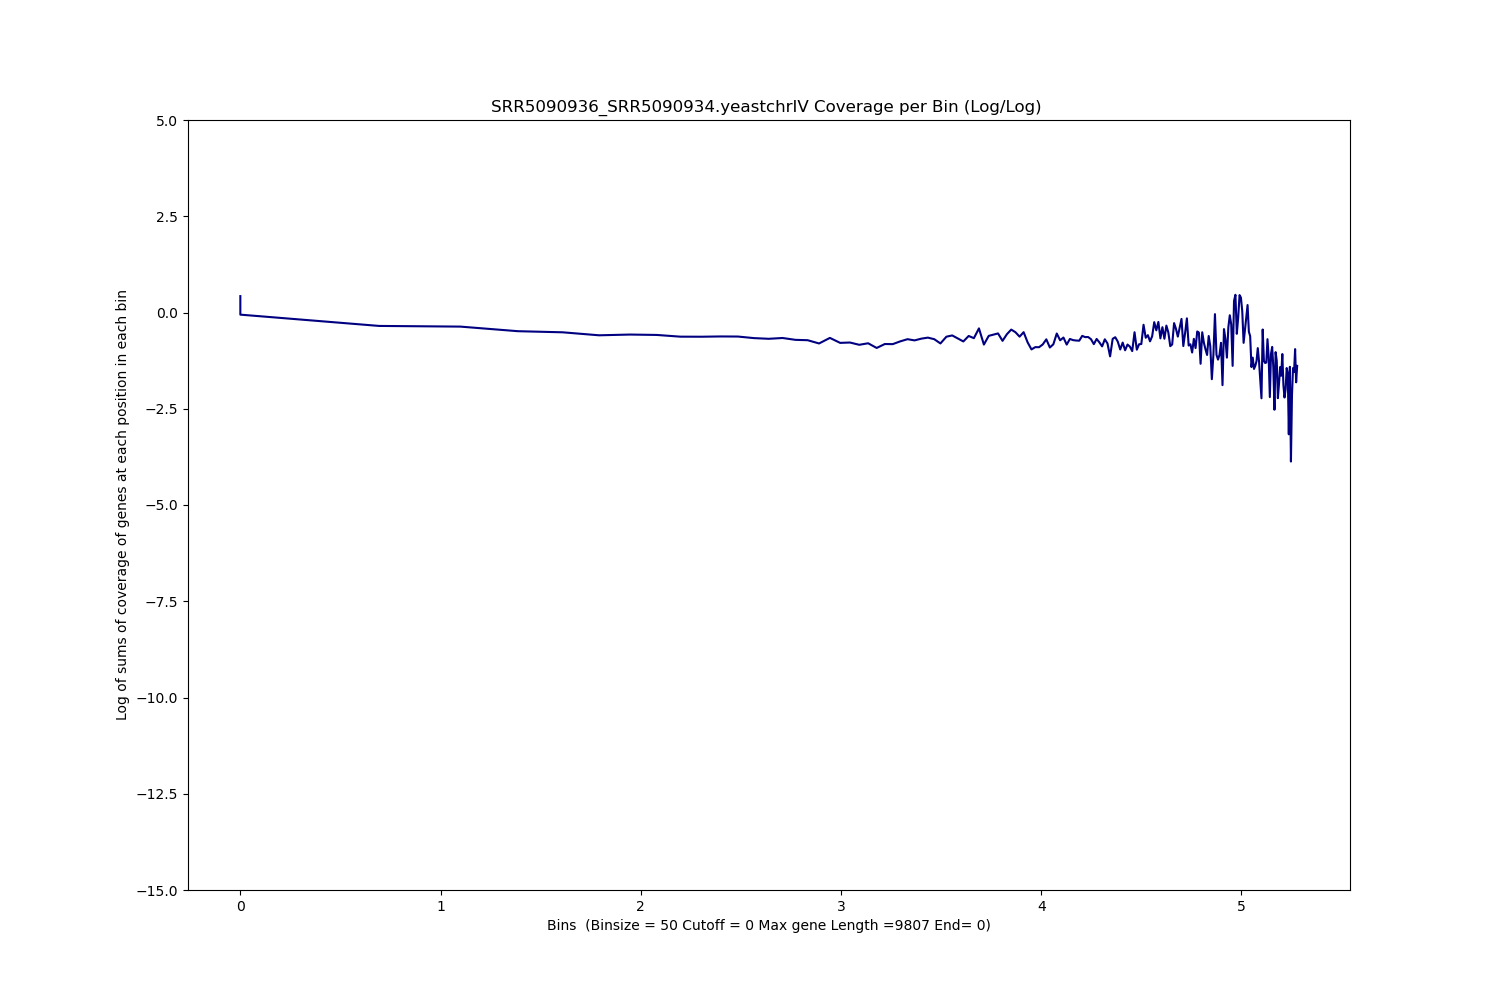 SRR5090936_SRR5090934.yeastchrIV Coverage per Bin (Log/Log)
Log of sums of coverage of genes at each position in each bin
5.0
2.5
0.0
−2.5
−5.0
−7.5
−10.0
−12.5
−15.0
0 1 2 3 4 5
Bins  (Binsize = 50 Cutoff = 0 Max gene Length =9807 End= 0)